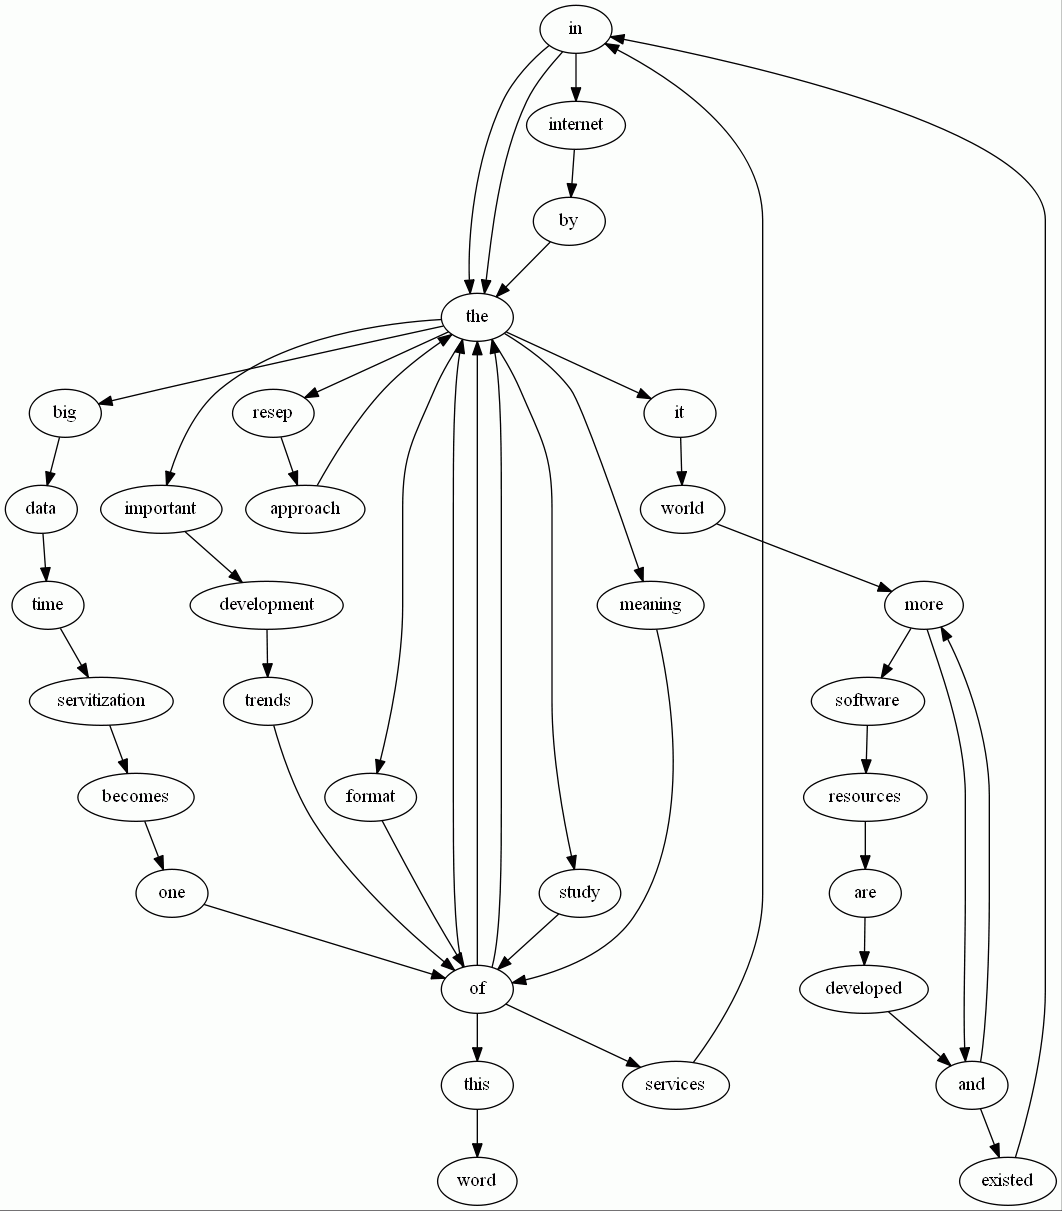 in
internet
by
the
big
resep
it
data
important
approach
world
time
development
meaning
more
servitization
trends
software
becomes
format
resources
one
study
are
of
developed
this
services
and
word
existed